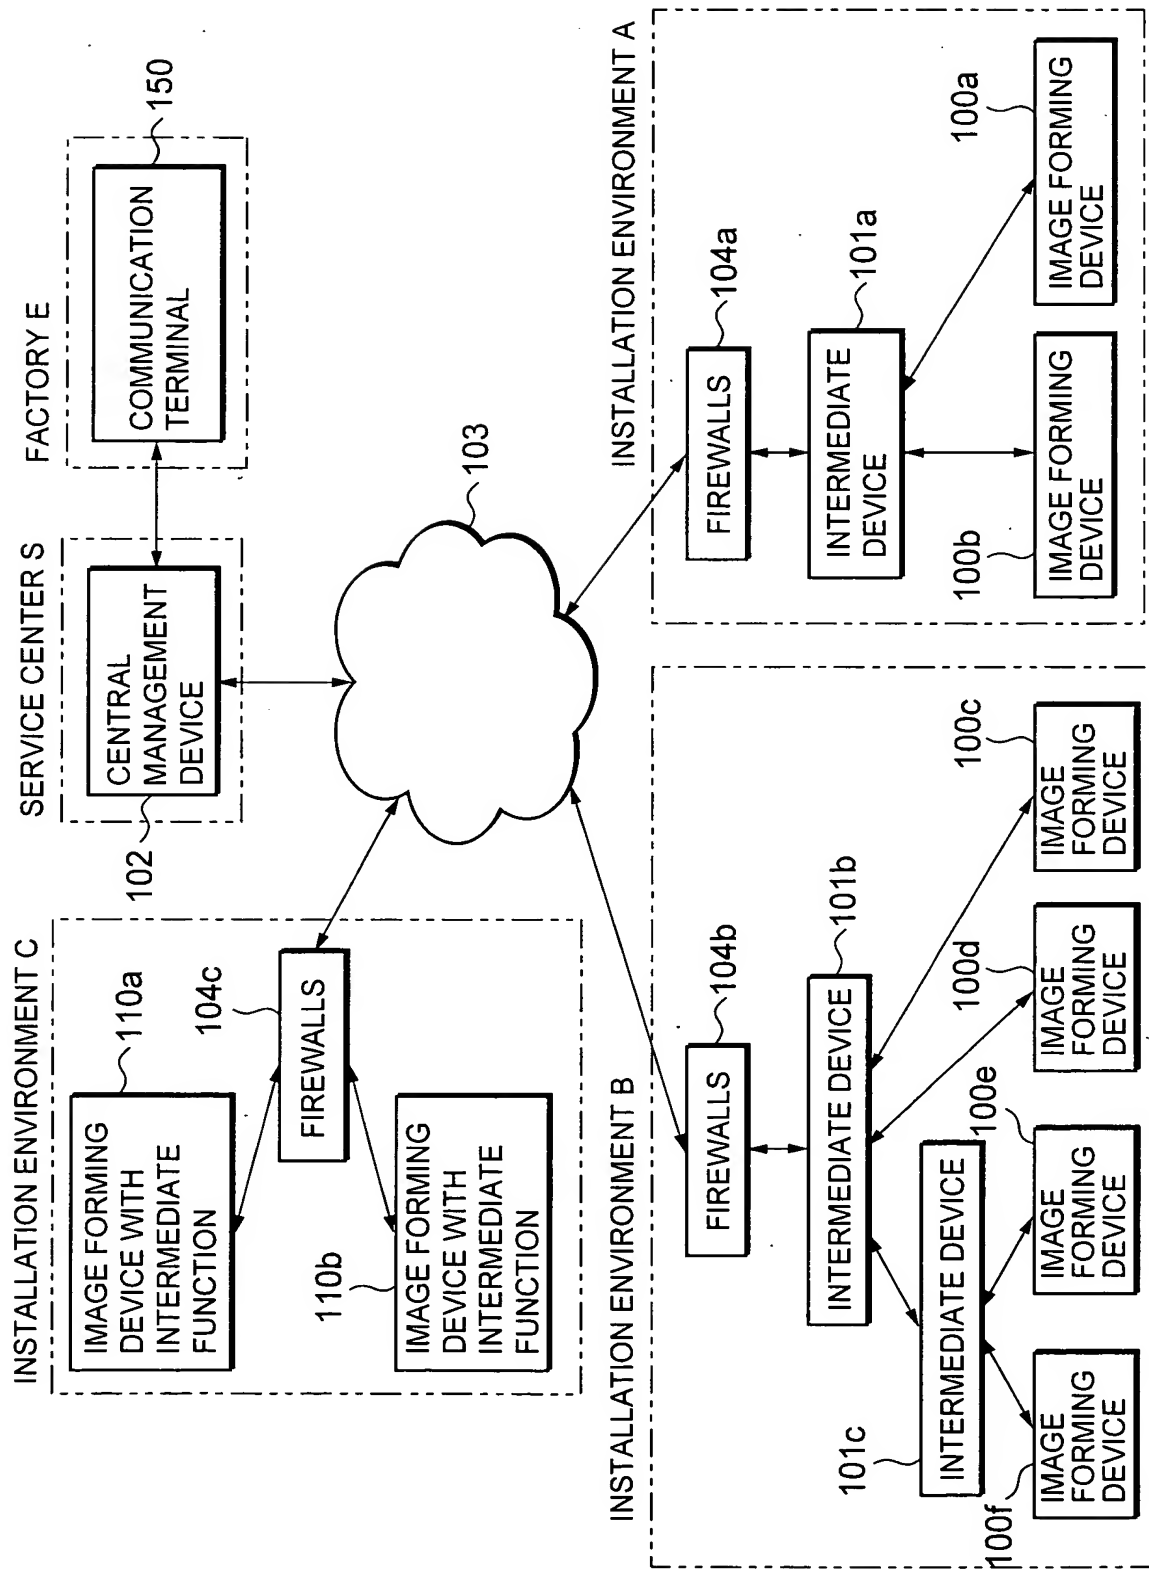 INSTALLATION ENVIRONMENT C
IMAGE FORMING
DEVICE WITH
INTERMEDIATE
FUNCTION
110a
104c
FIREWALLS
110b
IMAGE FORMING
DEVICE WITH
INTERMEDIATE
FUNCTION
SERVICE CENTER S
CENTRAL
MANAGEMENT
DEVICE
102
FACTORY E
COMMUNICATION
TERMINAL
150
103
INSTALLATION ENVIRONMENT B
FIREWALLS
104b
INTERMEDIATE DEVICE
101b
INTERMEDIATE DEVICE
101c
IMAGE
FORMING
DEVICE
100f
IMAGE
FORMING
DEVICE
100e
IMAGE
FORMING
DEVICE
100d
IMAGE
FORMING
DEVICE
100c
INSTALLATION ENVIRONMENT A
FIREWALLS
104a
INTERMEDIATE
DEVICE
101a
IMAGE FORMING
DEVICE
100b
IMAGE FORMING
DEVICE
100a